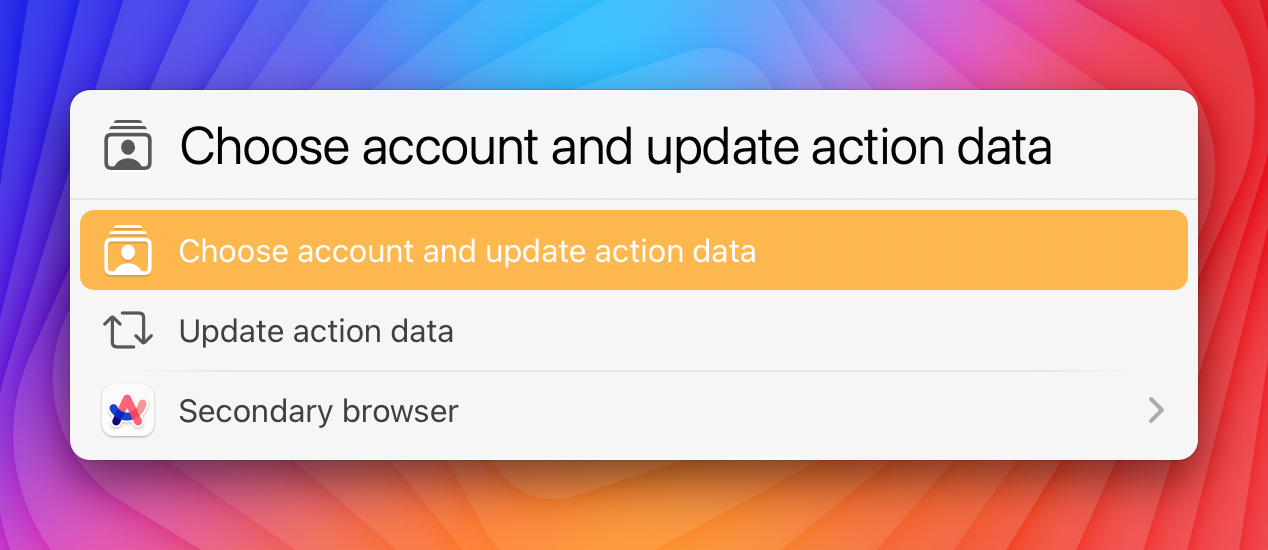 Choose account and update action data
Choose account and update action data
Update action data
Secondary browser